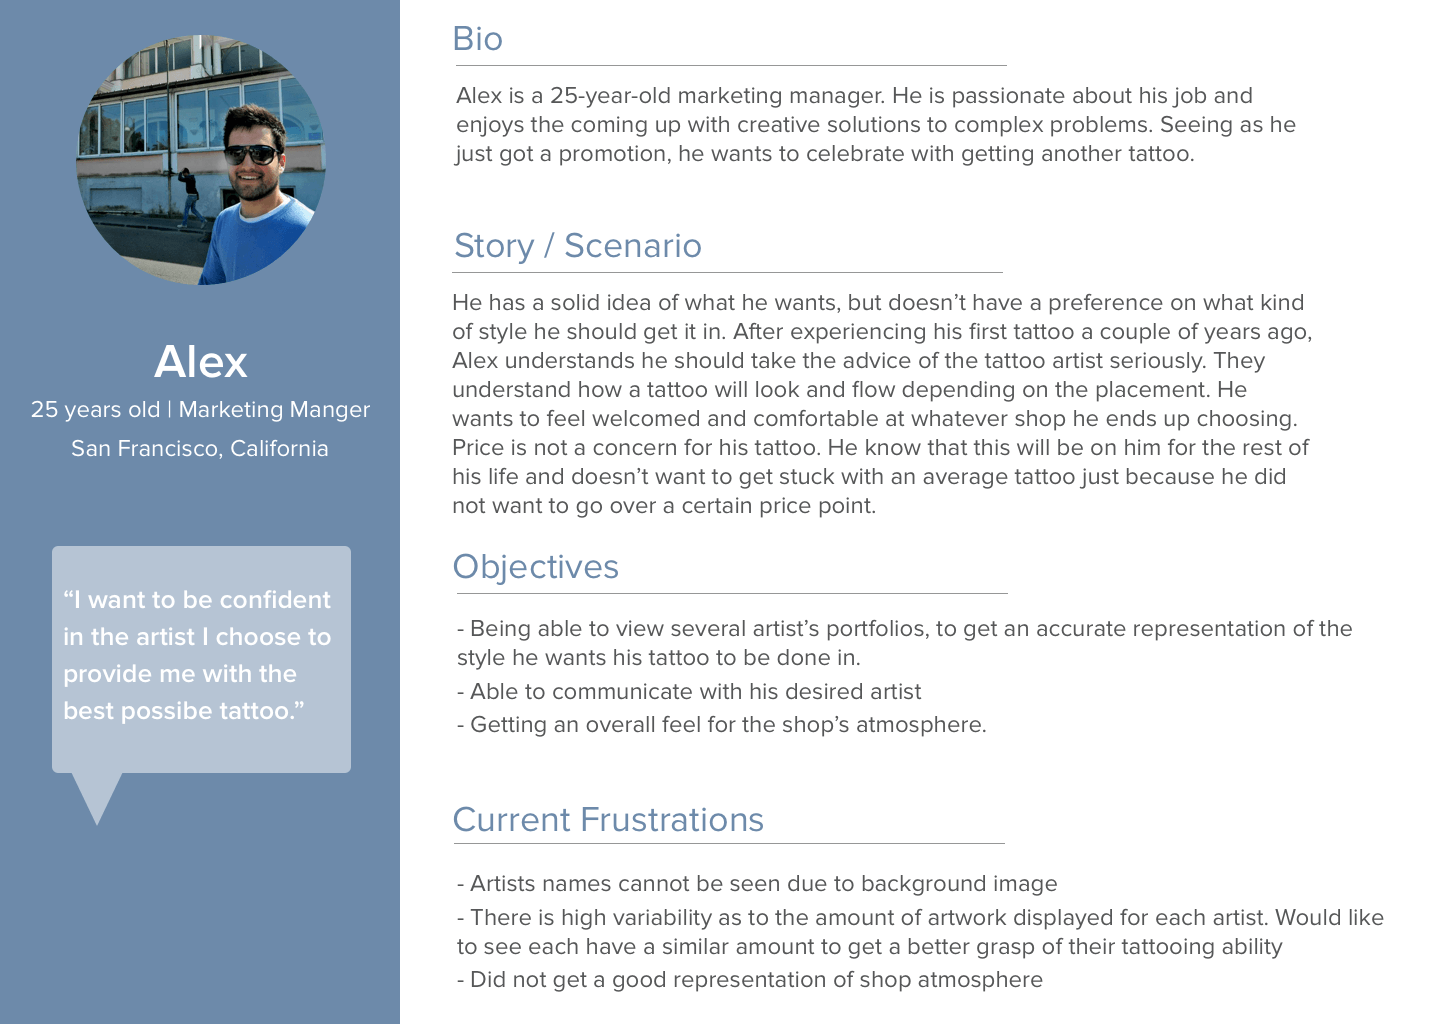 Alex
25 years old | Marketing Manger
San Francisco, California
“I want to be confident
in the artist I choose to
provide me with the
best possibe tattoo.”
Bio
Alex is a 25-year-old marketing manager. He is passionate about his job and
enjoys the coming up with creative solutions to complex problems. Seeing as he
just got a promotion, he wants to celebrate with getting another tattoo.
Story / Scenario
He has a solid idea of what he wants, but doesn’t have a preference on what kind
of style he should get it in. After experiencing his first tattoo a couple of years ago,
Alex understands he should take the advice of the tattoo artist seriously. They
understand how a tattoo will look and flow depending on the placement. He
wants to feel welcomed and comfortable at whatever shop he ends up choosing.
Price is not a concern for his tattoo. He know that this will be on him for the rest of
his life and doesn’t want to get stuck with an average tattoo just because he did
not want to go over a certain price point.
Objectives
- Being able to view several artist’s portfolios, to get an accurate representation of the
style he wants his tattoo to be done in.
- Able to communicate with his desired artist
- Getting an overall feel for the shop’s atmosphere.
Current Frustrations
- Artists names cannot be seen due to background image
- There is high variability as to the amount of artwork displayed for each artist. Would like
to see each have a similar amount to get a better grasp of their tattooing ability
- Did not get a good representation of shop atmosphere